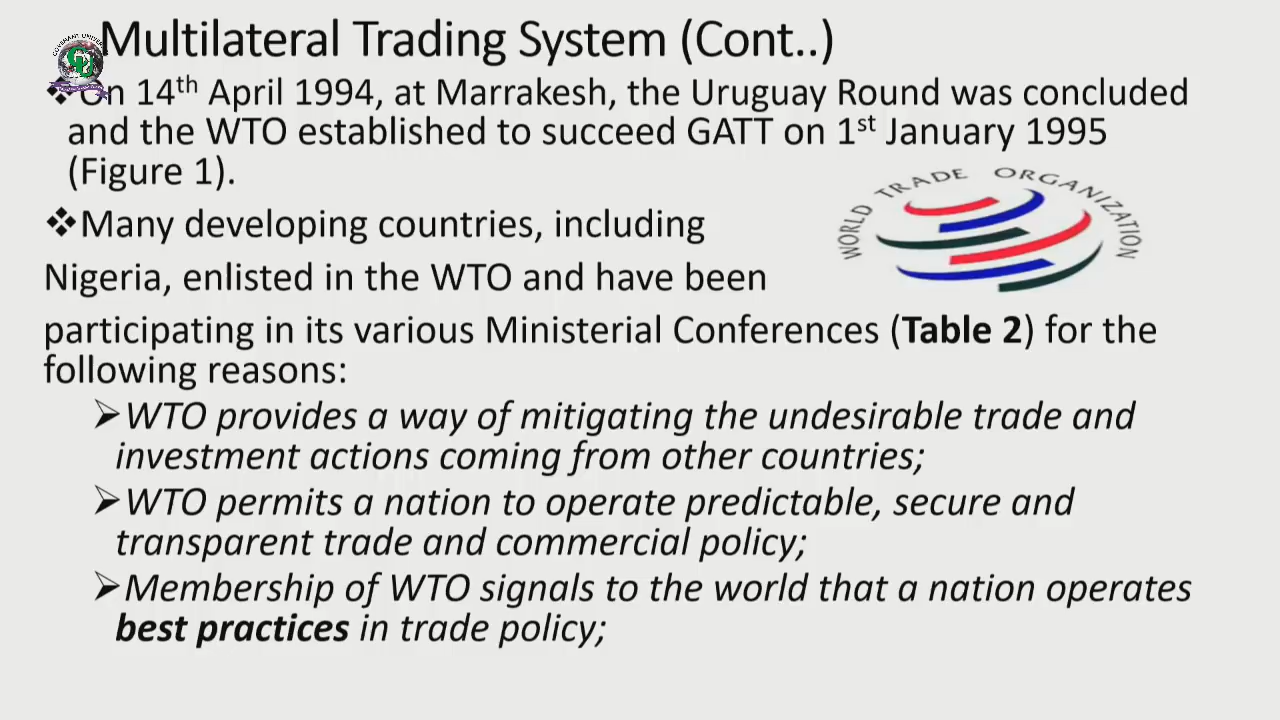 Multilateral Trading System (Cont..)
❖On 14th April 1994, at Marrakesh, the Uruguay Round was concluded
and the WTO established to succeed GATT on 1st January 1995
(Figure 1).
WORLD TRADE ORGANIZATION
❖Many developing countries, including
Nigeria, enlisted in the WTO and have been
participating in its various Ministerial Conferences (Table 2) for the
following reasons:
➢WTO provides a way of mitigating the undesirable trade and
investment actions coming from other countries;
➢WTO permits a nation to operate predictable, secure and
transparent trade and commercial policy;
➢Membership of WTO signals to the world that a nation operates
best practices in trade policy;